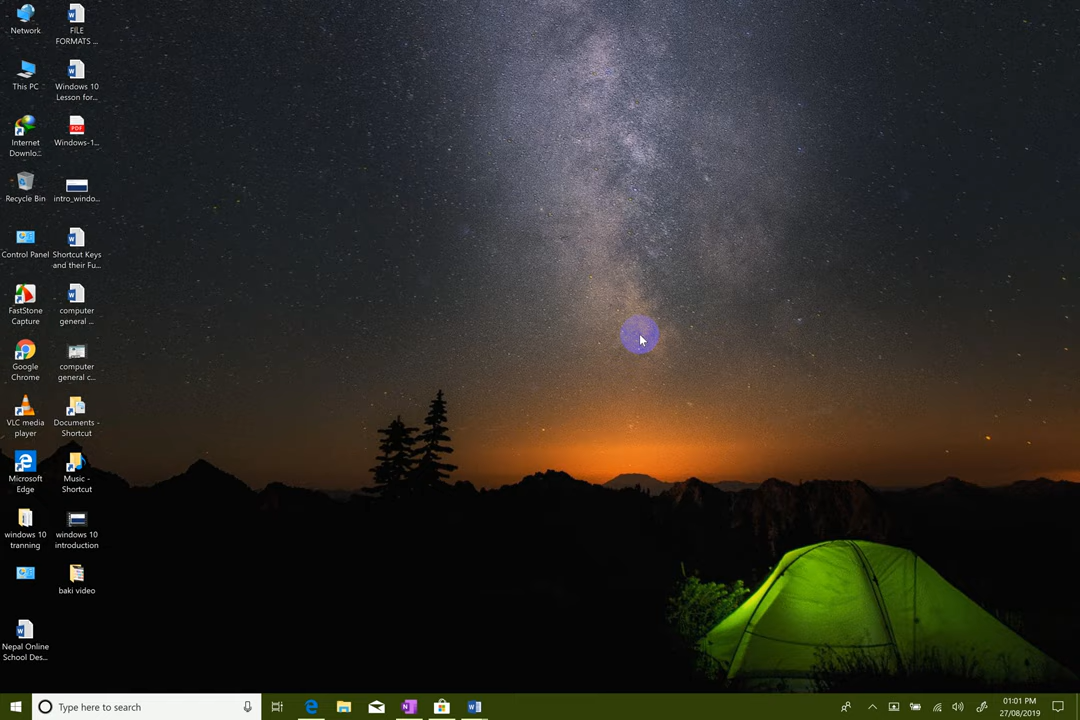 Network
FILE
FORMATS ...
This PC
Windows 10
Lesson for...
Internet
Downlo...
Windows-1...
Recycle Bin
intro_windo...
Control Panel
Shortcut Keys
and their Fu...
FastStone
Capture
computer
general ...
Google
Chrome
computer
general c...
VLC media
player
Documents -
Shortcut
Microsoft
Edge
Music -
Shortcut
windows 10
tranning
windows 10
introduction
baki video
Nepal Online
School Des...
Type here to search
01:01 PM
27/08/2019